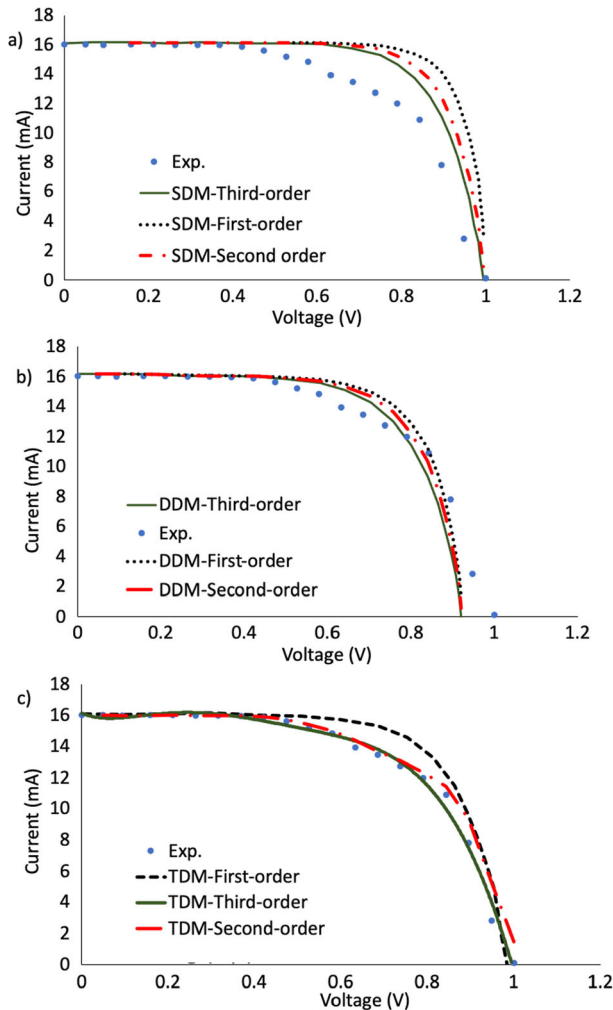 a)
18
16
14
12
10
8
6
4
2
0
Current (mA)
Exp.
SDM-Third-order
SDM-First-order
SDM-Second order
0 0.2 0.4 0.6 0.8 1 1.2
Voltage (V)
b)
18
16
14
12
10
8
6
4
2
0
Current (mA)
DDM-Third-order
Exp.
DDM-First-order
DDM-Second-order
0 0.2 0.4 0.6 0.8 1 1.2
Voltage (V)
c)
18
16
14
12
10
8
6
4
2
0
Current (mA)
Exp.
TDM-First-order
TDM-Third-order
TDM-Second-order
0 0.2 0.4 0.6 0.8 1 1.2
Voltage (V)